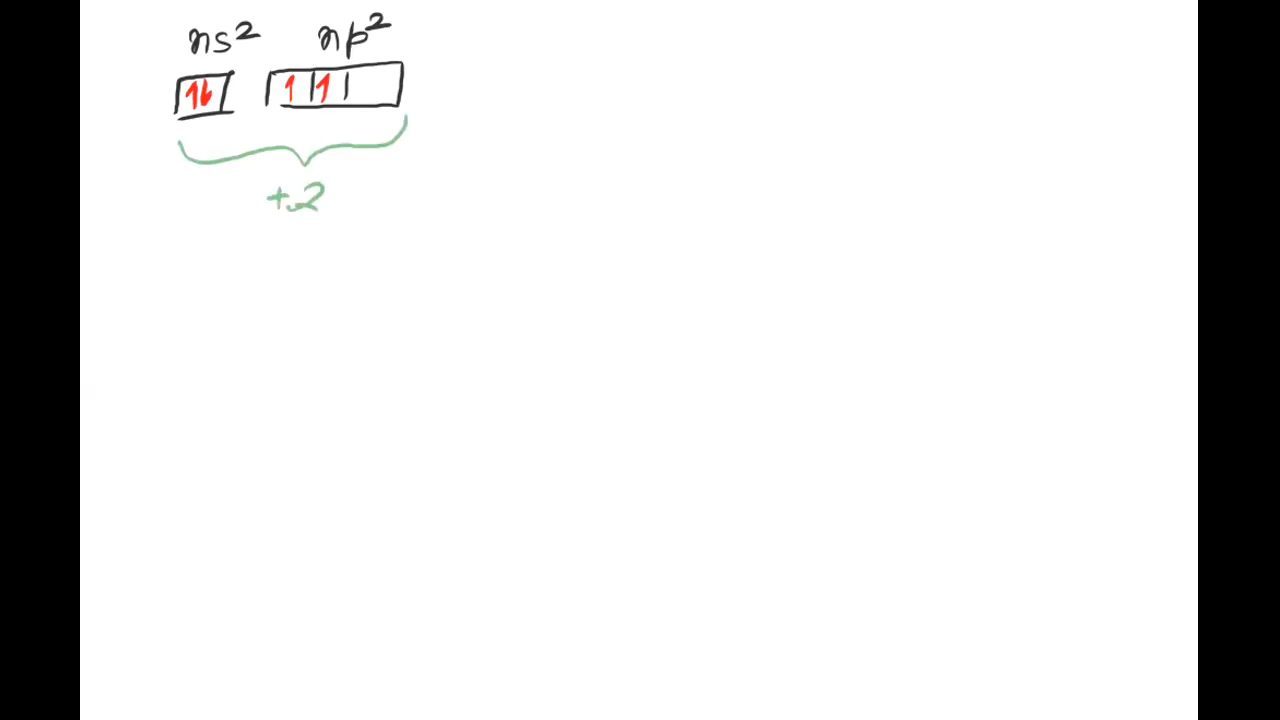 ns² np²
↑↓ ↑ ↑
+2